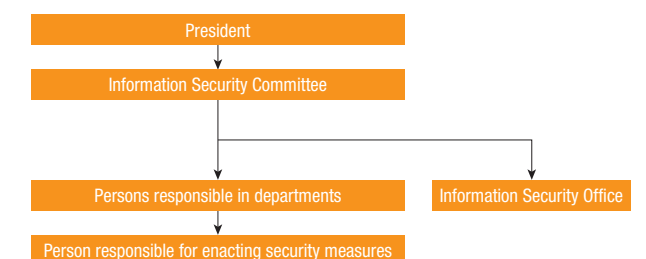 President
Information Security Committee
Persons responsible in departments
Information Security Office
Person responsible for enacting security measures